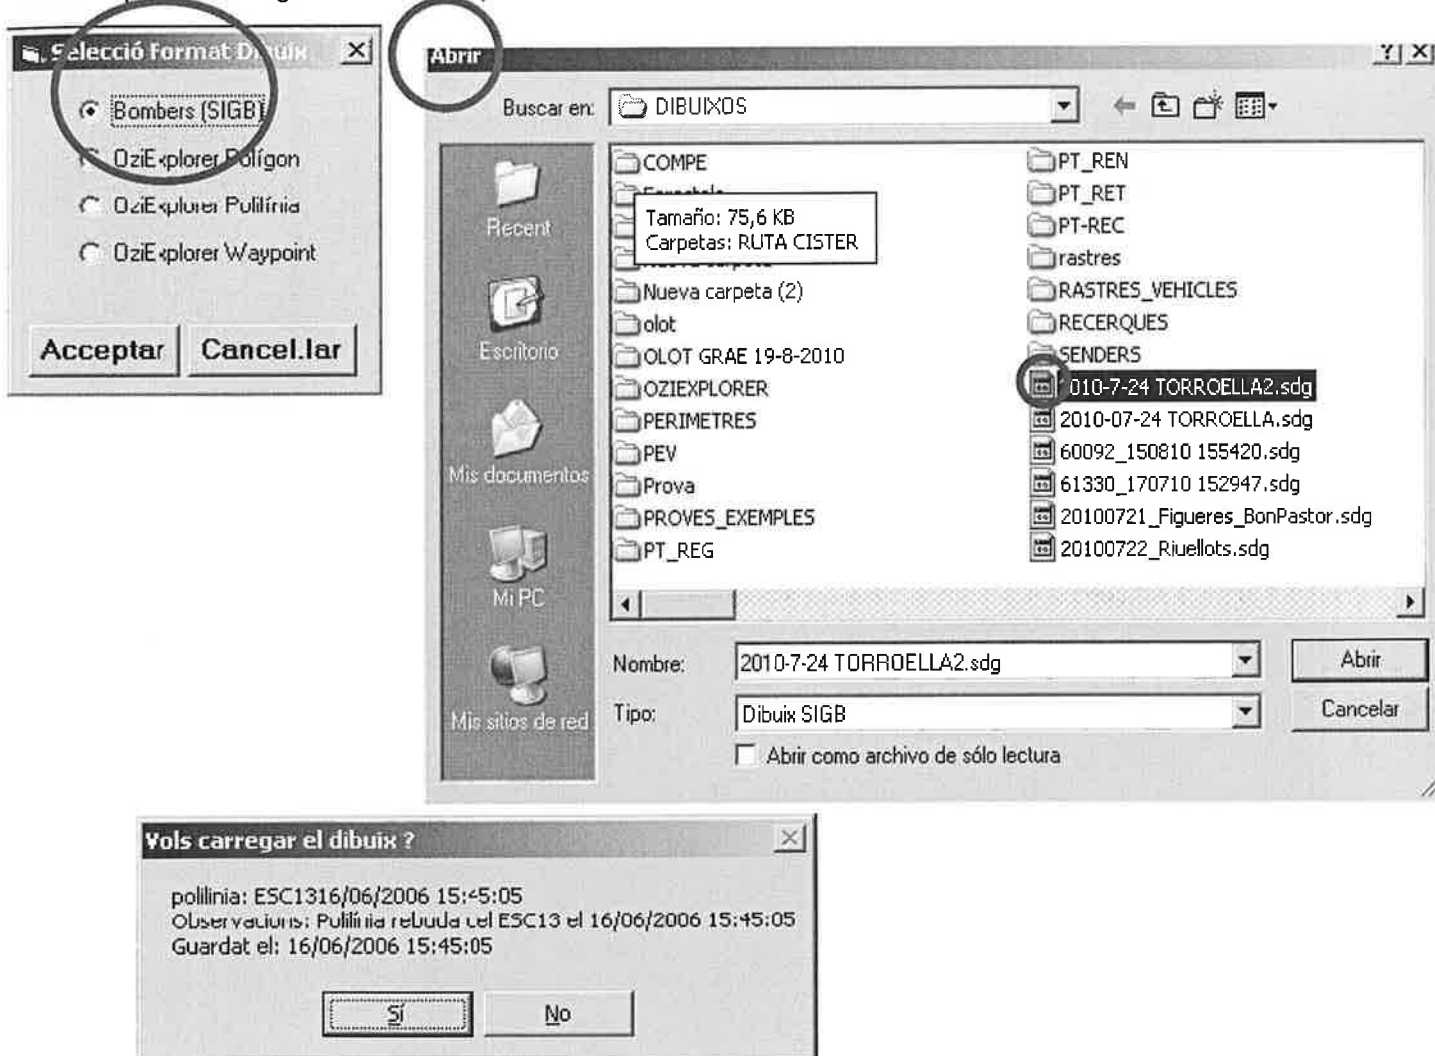 Selecció Format Dibuix
Bombers (SIGB)
OziExplorer Polígon
OziExplorer Polilínia
OziExplorer Waypoint
Acceptar
Cancel.lar
Abrir
Buscar en:
DIBUIXOS
Recent
Escritorio
Mis documentos
Mi PC
Mis sitios de red
COMPE
Tamaño: 75,6 KB
Carpetas: RUTA CISTER
Nueva carpeta (2)
olot
OLOT GRAE 19-8-2010
OZIEXPLORER
PERIMETRES
PEV
Prova
PROVES_EXEMPLES
PT_REG
PT_REN
PT_RET
PT-REC
rastres
RASTRES_VEHICLES
RECERQUES
SENDERS
010-7-24 TORROELLA2.sdg
2010-07-24 TORROELLA.sdg
60092_150810 155420.sdg
61330_170710 152947.sdg
20100721_Figueres_BonPastor.sdg
20100722_Riuellots.sdg
Nombre:
2010-7-24 TORROELLA2.sdg
Abrir
Tipo:
Dibuix SIGB
Cancelar
Abrir como archivo de sólo lectura
Vols carregar el dibuix ?
polilinia: ESC1316/06/2006 15:45:05
Observacions: Polilínia rebuda del ESC13 el 16/06/2006 15:45:05
Guardat el: 16/06/2006 15:45:05
Sí
No